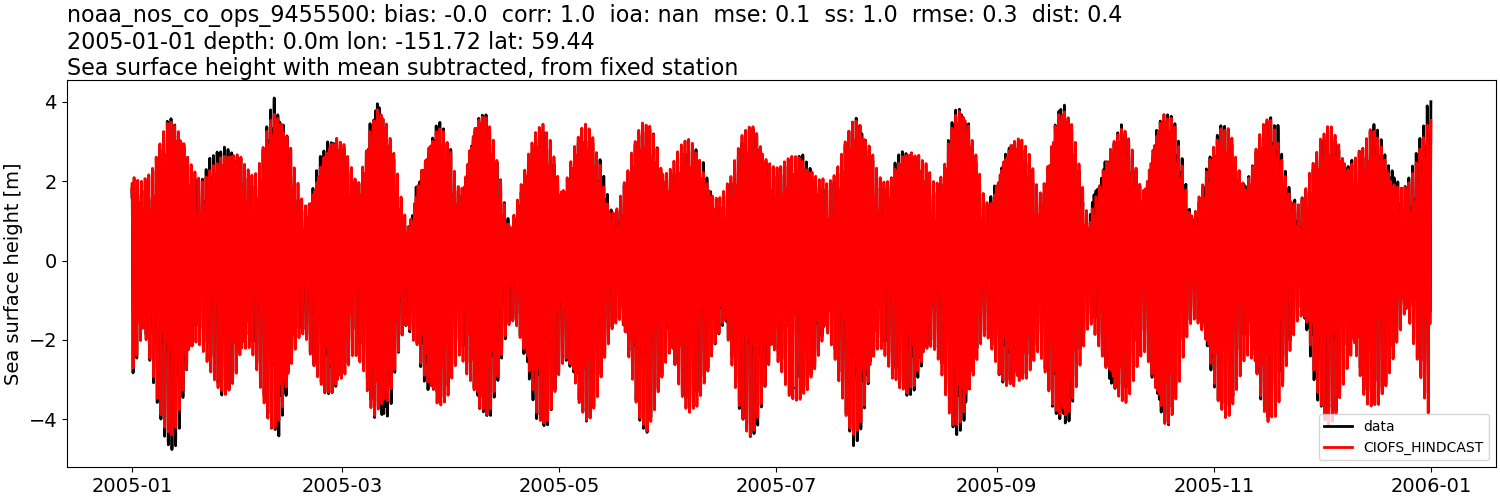 noaa_nos_co_ops_9455500: bias: -0.0  corr: 1.0  ioa: nan  mse: 0.1  ss: 1.0  rmse: 0.3  dist: 0.4
2005-01-01 depth: 0.0m lon: -151.72 lat: 59.44
Sea surface height with mean subtracted, from fixed station
Sea surface height [m]
4
2
0
−2
−4
data
CIOFS_HINDCAST
2005-01
2005-03
2005-05
2005-07
2005-09
2005-11
2006-01